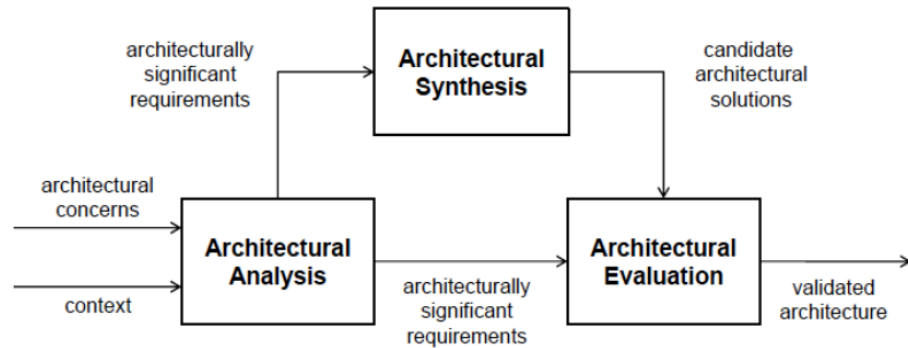 architecturally
significant
requirements
Architectural
Synthesis
candidate
architectural
solutions
architectural
concerns
context
Architectural
Analysis
architecturally
significant
requirements
Architectural
Evaluation
validated
architecture